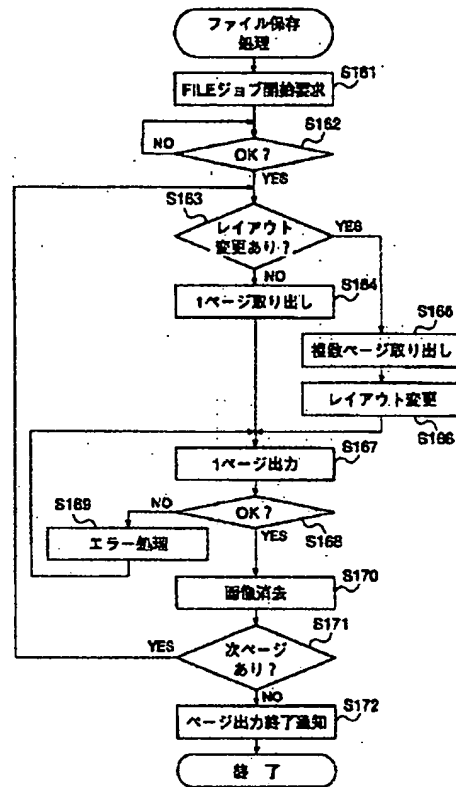 ファイル保存
処理
S161
FILEジョブ開始要求
S162
OK?
NO
YES
S163
レイアウト
変更あり?
YES
NO
S164
1ページ取り出し
S165
複数ページ取り出し
レイアウト変更
S166
S167
1ページ出力
NO
OK?
S168
YES
S169
エラー処理
S170
画像消去
S171
YES
次ページ
あり?
NO
S172
ページ出力終了通知
終 了